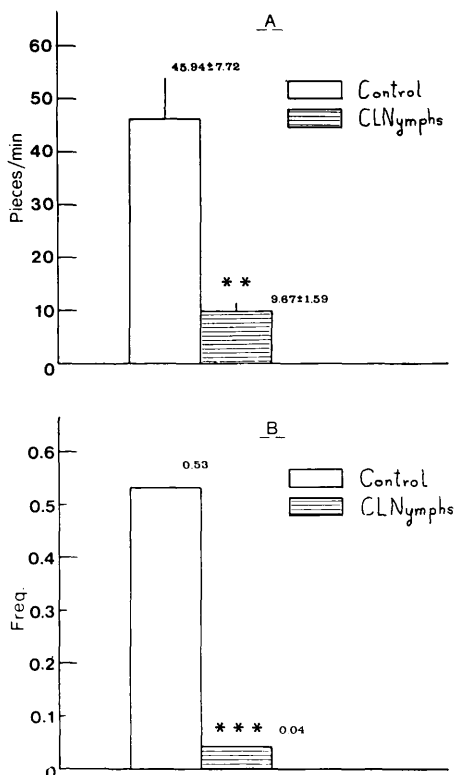 A
60
45.94±7.72
50
Control
CLNymphs
40
Pieces/min
30
20
**
9.67±1.59
10
0
B
0.6
0.53
Control
0.5
CLNymphs
0.4
0.3
Freq.
0.2
0.1
***
0.04
0